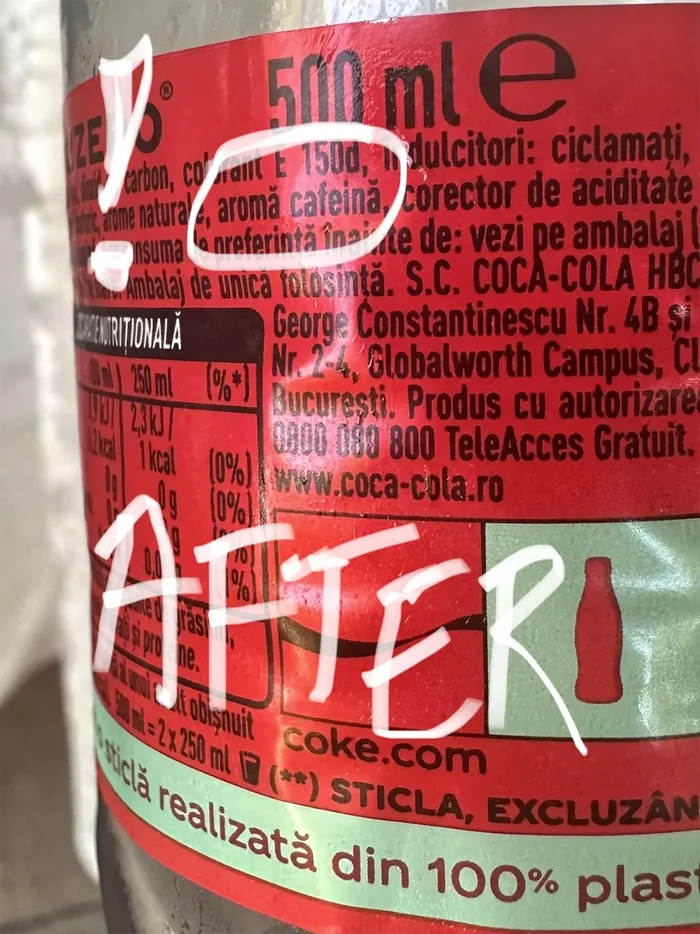 500 ml e
carbon, colorant E 150d, îndulcitori: ciclamați,
arome naturale, aromă cafeină, corector de aciditate
preferință înainte de: vezi pe ambalaj
Ambalaj de unică folosință. S.C. COCA-COLA HBC
George Constantinescu Nr. 4B și
Nr. 2-4, Globalworth Campus,
București. Produs cu autorizare
0800 080 800 TeleAcces Gratuit.
www.coca-cola.ro
NUTRIȚIONALĂ
250 ml (%*)
2,3 kJ/
1 kcal (0%)
0g 0g (0%)
!
AFTER
500 ml = 2 x 250 ml
obișnuit
coke.com
(**) STICLA, EXCLUZÂN
sticlă realizată din 100% plast